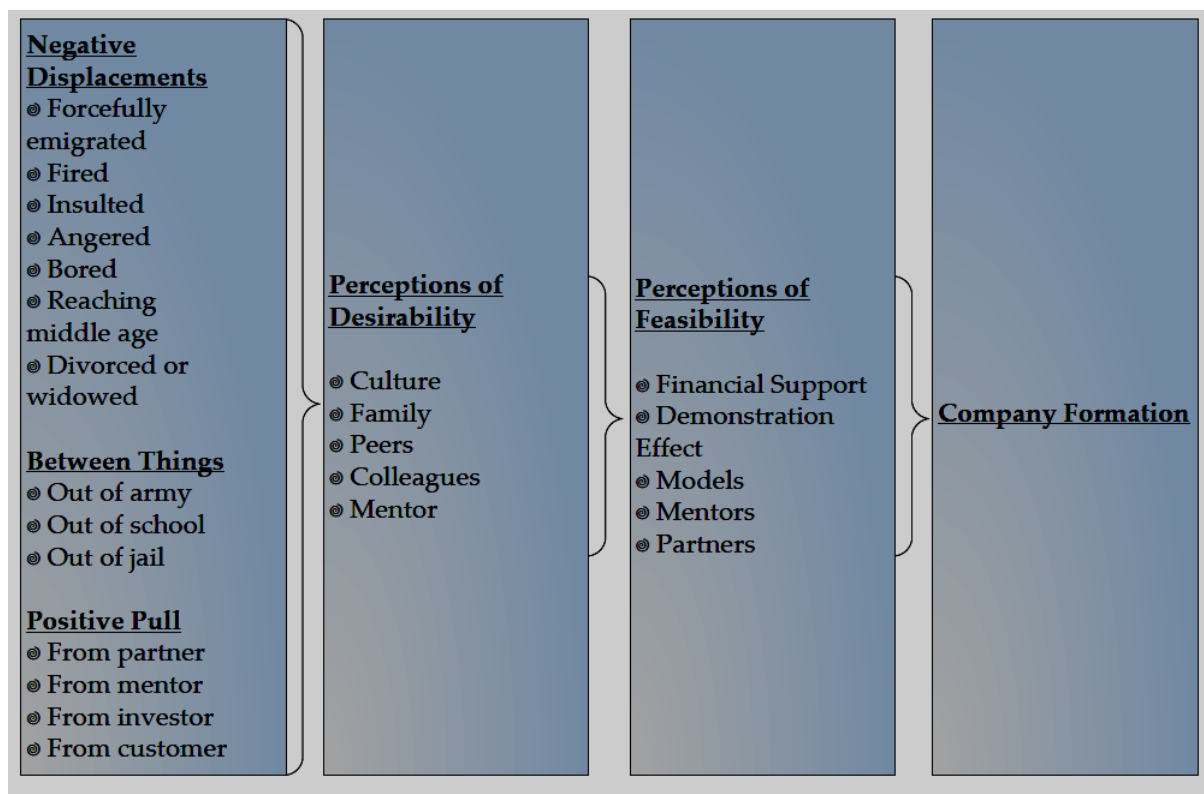 Negative
Displacements
Forcefully
emigrated
Fired
Insulted
Angered
Bored
Reaching
middle age
Divorced or
widowed
Between Things
Out of army
Out of school
Out of jail
Positive Pull
From partner
From mentor
From investor
From customer
Perceptions of
Desirability
Culture
Family
Peers
Colleagues
Mentor
Perceptions of
Feasibility
Financial Support
Demonstration
Effect
Models
Mentors
Partners
Company Formation